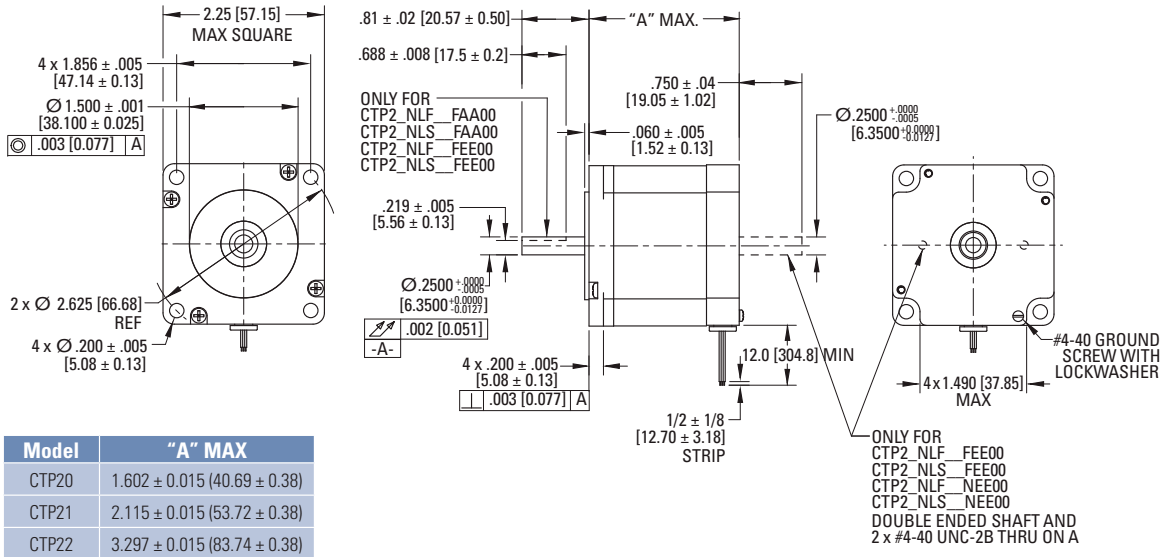 2.25 [57.15]
MAX SQUARE
4 x 1.856 ± .005
[47.14 ± 0.13]
Ø 1.500 ± .001
[38.100 ± 0.025]
◎ .003 [0.077] A
2 x Ø 2.625 [66.68]
REF
4 x Ø .200 ± .005
[5.08 ± 0.13]
.81 ± .02 [20.57 ± 0.50]
"A" MAX.
.688 ± .008 [17.5 ± 0.2]
ONLY FOR
CTP2_NLF__FAA00
CTP2_NLS__FAA00
CTP2_NLF__FEE00
CTP2_NLS__FEE00
.750 ± .04
[19.05 ± 1.02]
.060 ± .005
[1.52 ± 0.13]
Ø.2500 +.0000 -.0005
[6.3500 +0.0000 -0.0127]
.219 ± .005
[5.56 ± 0.13]
Ø.2500 +.0000 -.0005
[6.3500 +0.0000 -0.0127]
.002 [0.051]
-A-
4 x .200 ± .005
[5.08 ± 0.13]
⊥ .003 [0.077] A
12.0 [304.8] MIN
1/2 ± 1/8
[12.70 ± 3.18]
STRIP
#4-40 GROUND
SCREW WITH
LOCKWASHER
4 x 1.490 [37.85]
MAX
ONLY FOR
CTP2_NLF__FEE00
CTP2_NLS__FEE00
CTP2_NLF__NEE00
CTP2_NLS__NEE00
DOUBLE ENDED SHAFT AND
2 x #4-40 UNC-2B THRU ON A
Model "A" MAX
CTP20 1.602 ± 0.015 (40.69 ± 0.38)
CTP21 2.115 ± 0.015 (53.72 ± 0.38)
CTP22 3.297 ± 0.015 (83.74 ± 0.38)